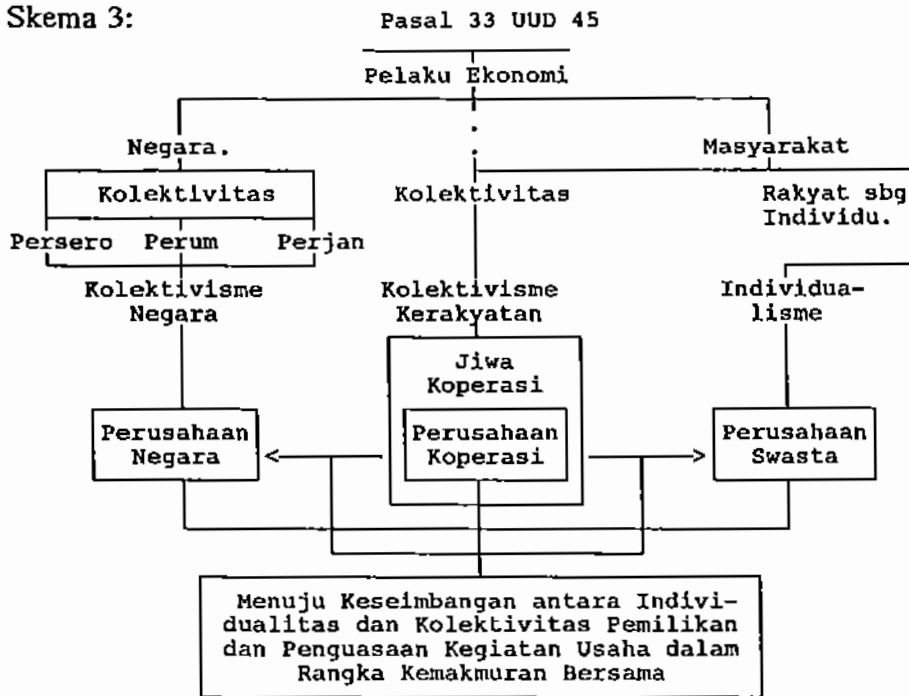 Skema 3:
Pasal 33 UUD 45
Pelaku Ekonomi
Negara.
Masyarakat
Kolektivitas
Kolektivitas
Rakyat sbg
Individu.
Persero Perum Perjan
Kolektivisme
Negara
Kolektivisme
Kerakyatan
Individua-
lisme
Jiwa
Koperasi
Perusahaan
Negara
Perusahaan
Koperasi
Perusahaan
Swasta
Menuju Keseimbangan antara Indivi-
dualitas dan Kolektivitas Pemilikan
dan Penguasaan Kegiatan Usaha dalam
Rangka Kemakmuran Bersama